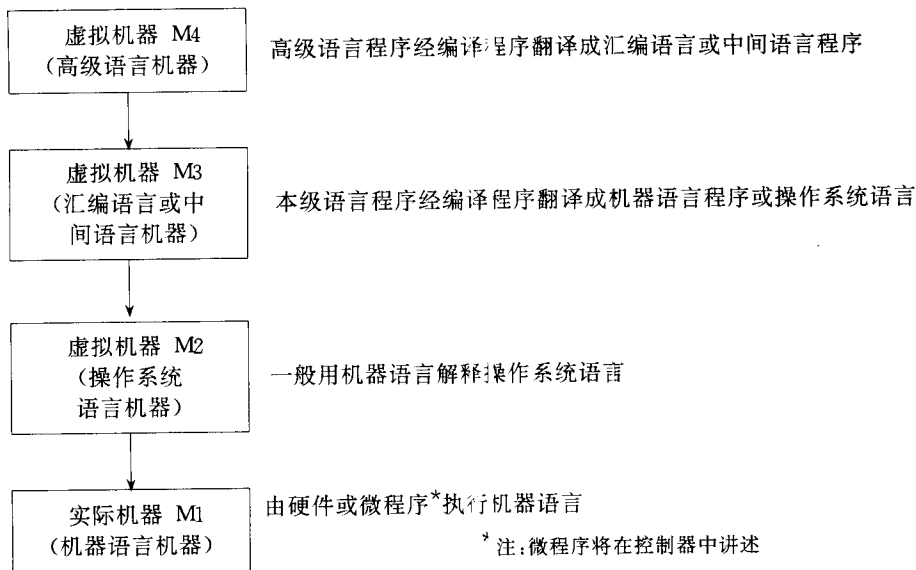 虚拟机器 M4
（高级语言机器）
高级语言程序经编译程序翻译成汇编语言或中间语言程序
虚拟机器 M3
（汇编语言或中
间语言机器）
本级语言程序经编译程序翻译成机器语言程序或操作系统语言
虚拟机器 M2
（操作系统
语言机器）
一般用机器语言解释操作系统语言
实际机器 M1
（机器语言机器）
由硬件或微程序*执行机器语言
*注:微程序将在控制器中讲述